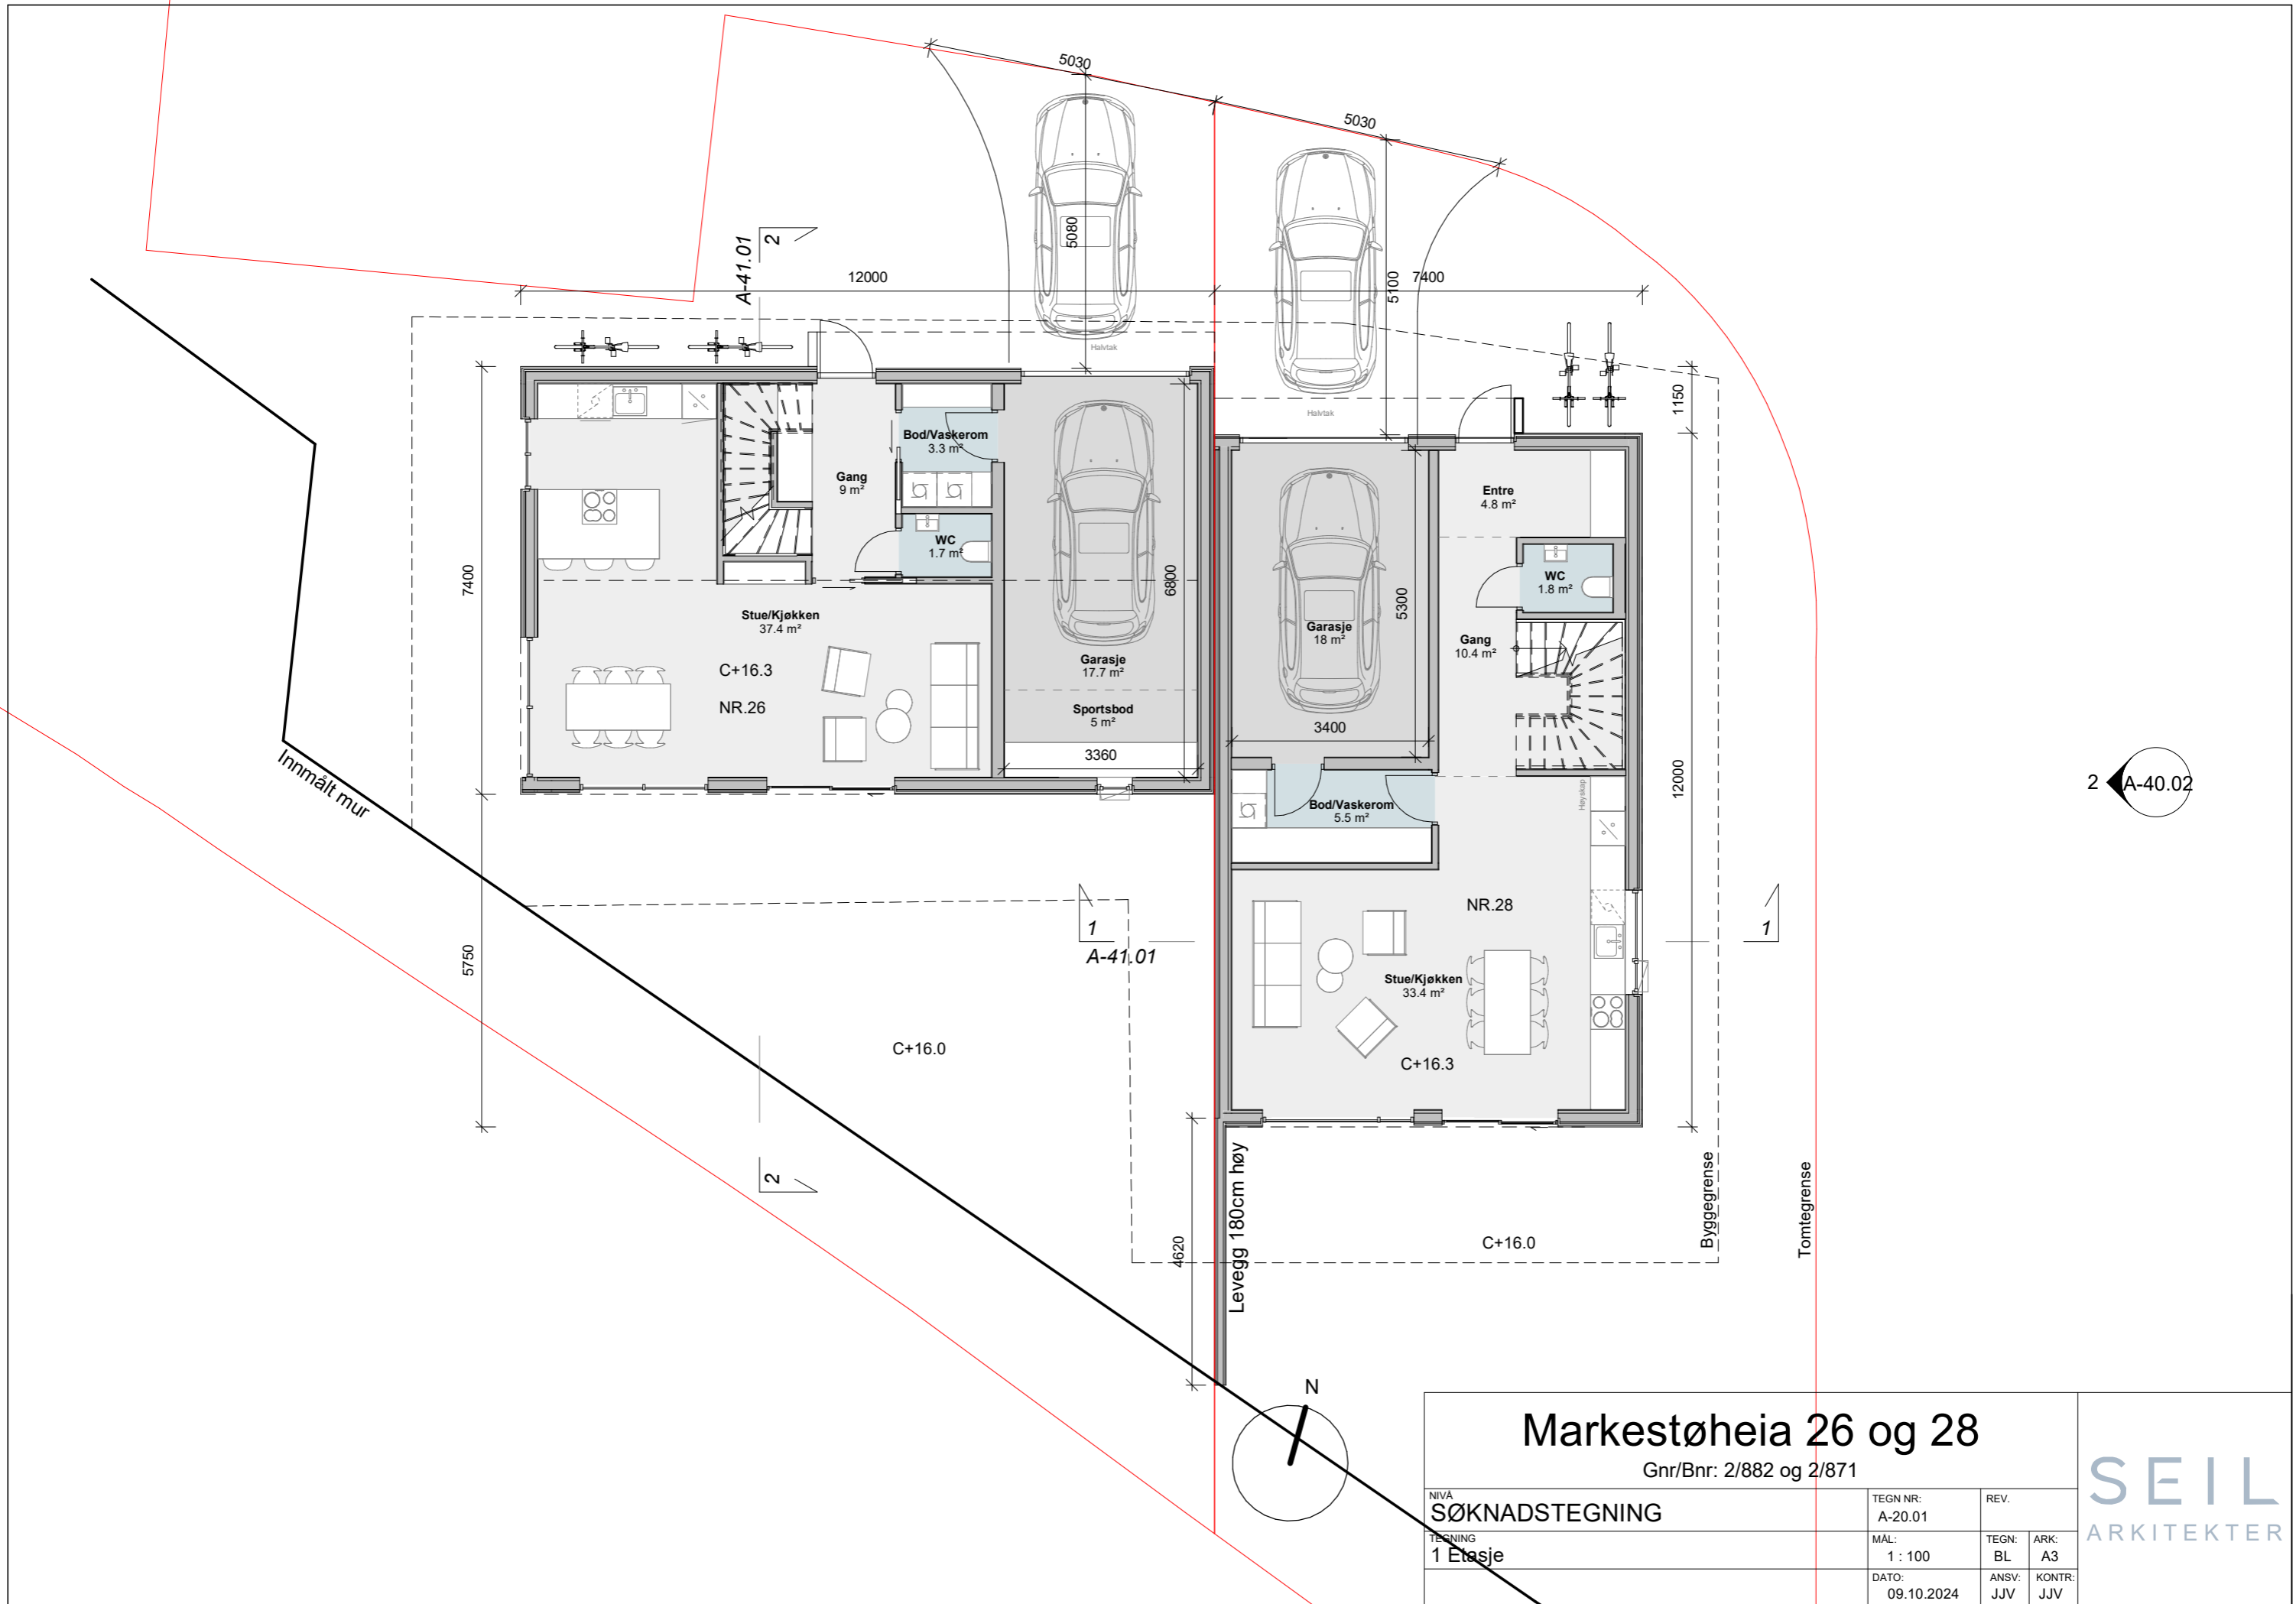 5030
5030
5080
5100
A-41.01
2
12000
7400
Halvtak
Halvtak
1150
Bod/Vaskerom
3.3 m²
Gang
9 m²
WC
1.7 m²
Entre
4.8 m²
WC
1.8 m²
7400
6800
5300
Stue/Kjøkken
37.4 m²
C+16.3
NR.26
Garasje
17.7 m²
Sportsbod
5 m²
3360
Garasje
18 m²
3400
Gang
10.4 m²
Innmålt mur
Bod/Vaskerom
5.5 m²
Høyskap
12000
2
A-40.02
NR.28
1
A-41.01
1
5750
Stue/Kjøkken
33.4 m²
C+16.3
C+16.0
2
4620
Levegg 180cm høy
C+16.0
Byggegrense
Tomtegrense
N
Markestøheia 26 og 28
Gnr/Bnr: 2/882 og 2/871
NIVÅ
SØKNADSTEGNING
TEGN NR:
A-20.01
REV.
TEGNING
1 Etasje
MÅL:
1 : 100
TEGN:
BL
ARK:
A3
DATO:
09.10.2024
ANSV:
JJV
KONTR:
JJV
SEIL
ARKITEKTER